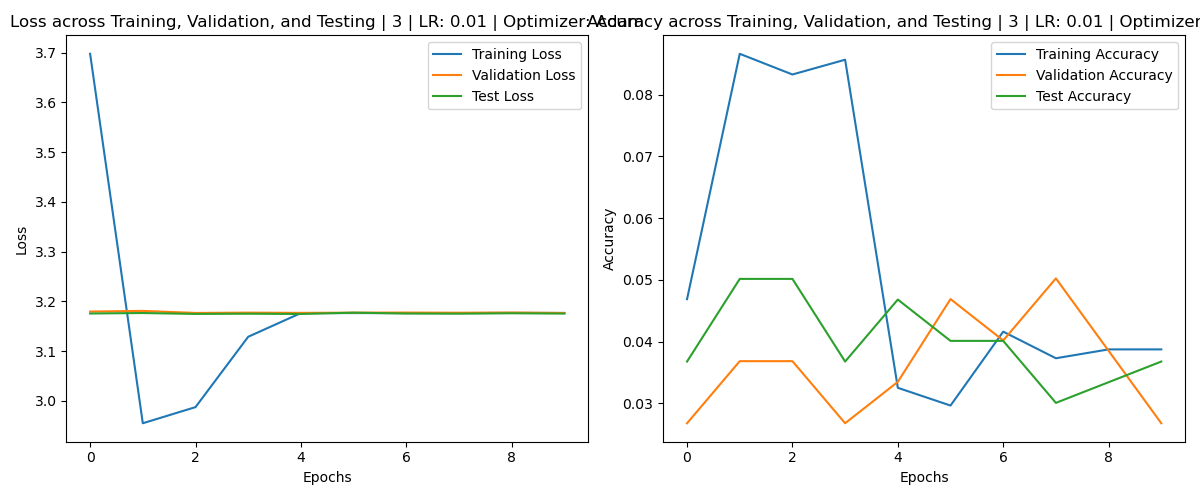 Loss across Training, Validation, and Testing | 3 | LR: 0.01 | Optimizer: Adam
Accuracy across Training, Validation, and Testing | 3 | LR: 0.01 | Optimizer
3.7
3.6
3.5
3.4
3.3
3.2
3.1
3.0
Loss
Training Loss
Validation Loss
Test Loss
0 2 4 6 8
Epochs
0.08
0.07
0.06
0.05
0.04
0.03
Accuracy
Training Accuracy
Validation Accuracy
Test Accuracy
0 2 4 6 8
Epochs